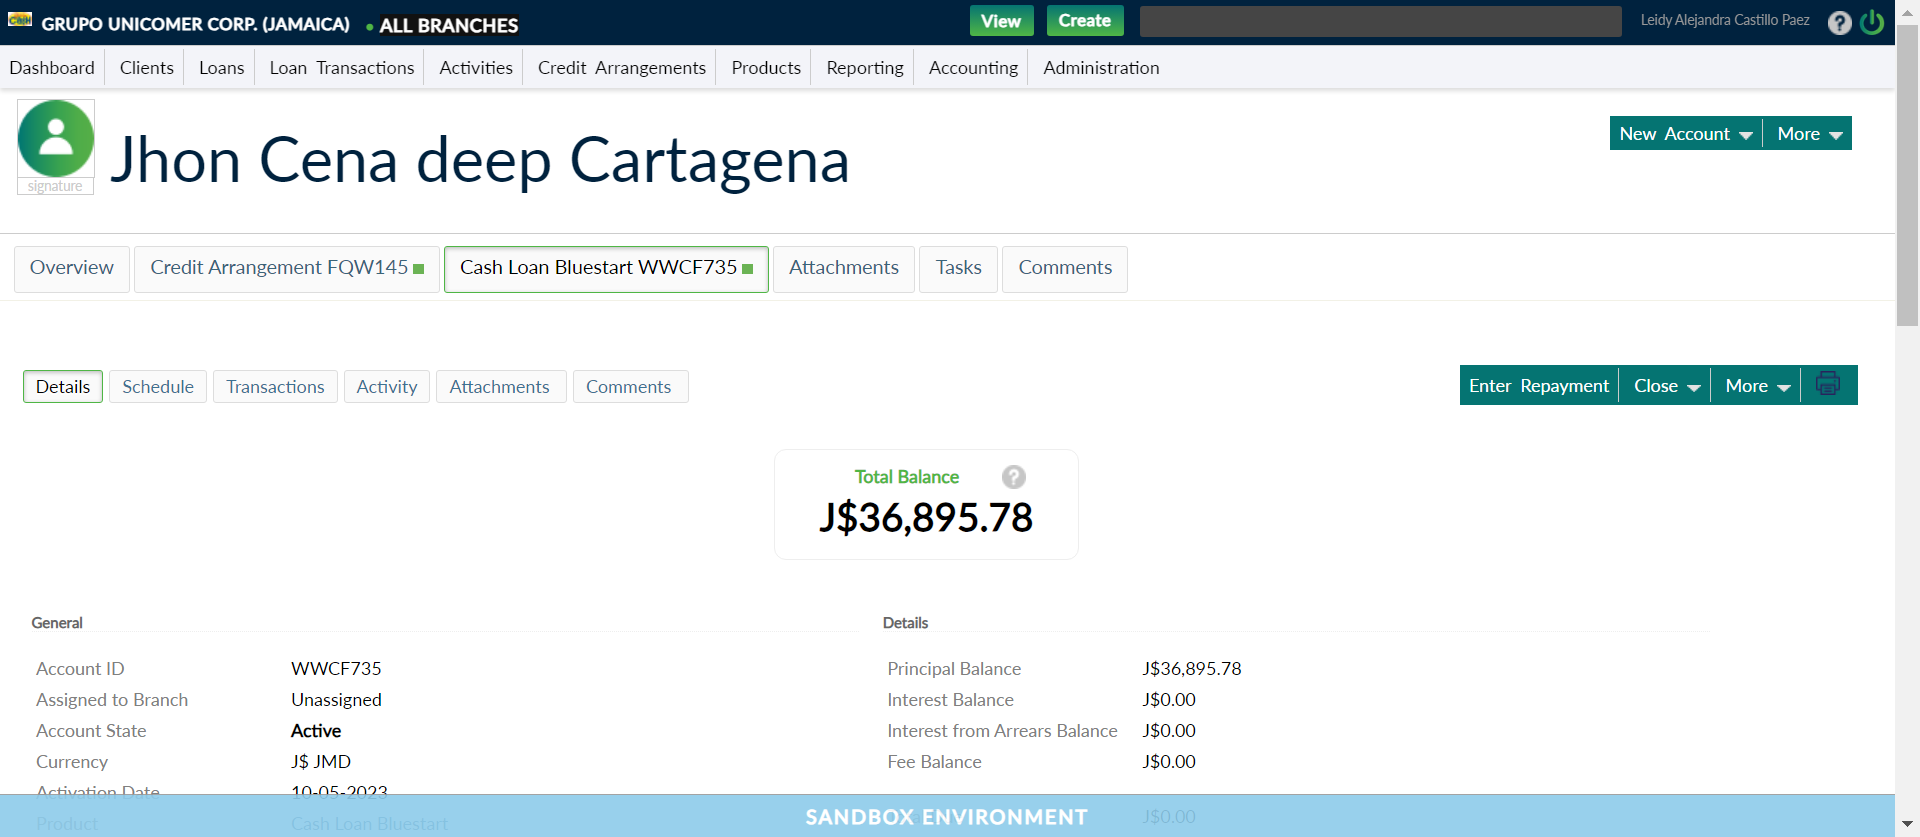 Cash GRUPO UNICOMER CORP. (JAMAICA) ALL BRANCHES View Create Leidy Alejandra Castillo Paez ?
Dashboard Clients Loans Loan Transactions Activities Credit Arrangements Products Reporting Accounting Administration
signature
Jhon Cena deep Cartagena
New Account More
Overview Credit Arrangement FQW145 Cash Loan Bluestart WWCF735 Attachments Tasks Comments
Details Schedule Transactions Activity Attachments Comments
Enter Repayment Close More
Total Balance ?
J$36,895.78
General
Account ID WWCF735
Assigned to Branch Unassigned
Account State Active
Currency J$ JMD
Activation Date 10-05-2023
Product Cash Loan Bluestart
Details
Principal Balance J$36,895.78
Interest Balance J$0.00
Interest from Arrears Balance J$0.00
Fee Balance J$0.00
J$0.00
SANDBOX ENVIRONMENT